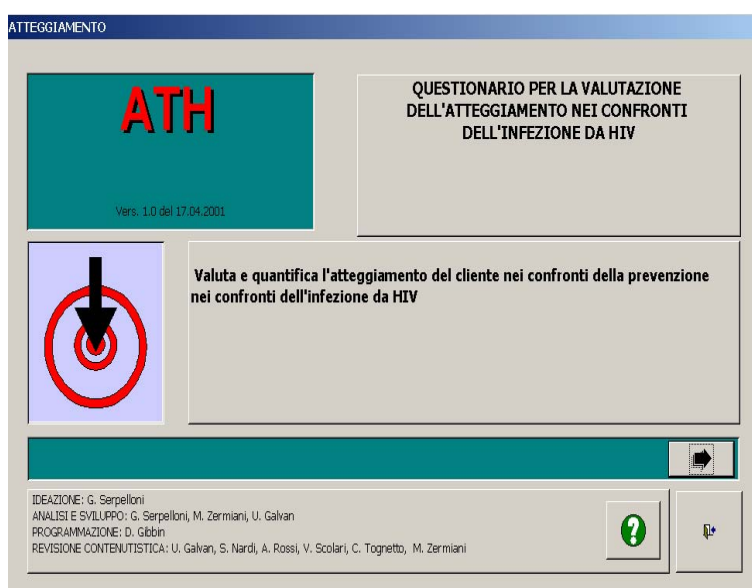 ATTEGGIAMENTO
ATH
Vers. 1.0 del 17.04.2001
QUESTIONARIO PER LA VALUTAZIONE
DELL'ATTEGGIAMENTO NEI CONFRONTI
DELL'INFEZIONE DA HIV
Valuta e quantifica l'atteggiamento del cliente nei confronti della prevenzione
nei confronti dell'infezione da HIV
IDEAZIONE: G. Serpelloni
ANALISI E SVILUPPO: G. Serpelloni, M. Zermiani, U. Galvan
PROGRAMMAZIONE: D. Gibbin
REVISIONE CONTENUTISTICA: U. Galvan, S. Nardi, A. Rossi, V. Scolari, C. Tognetto, M. Zermiani
?